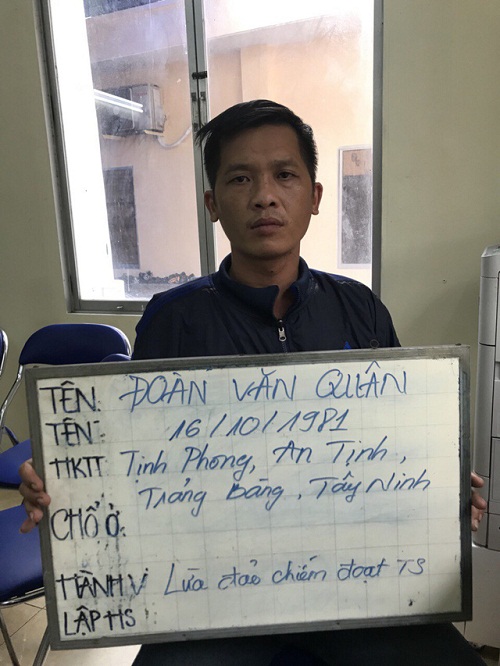 TÊN: ĐOÀN VĂN QUÂN
TÊN: 16/10/1981
HKTT Tịnh Phong, An Tịnh,
Trảng Bàng, Tây Ninh
CHỔ Ở:
HÀNH VI Lừa đảo chiếm đoạt TS
LẬP HS